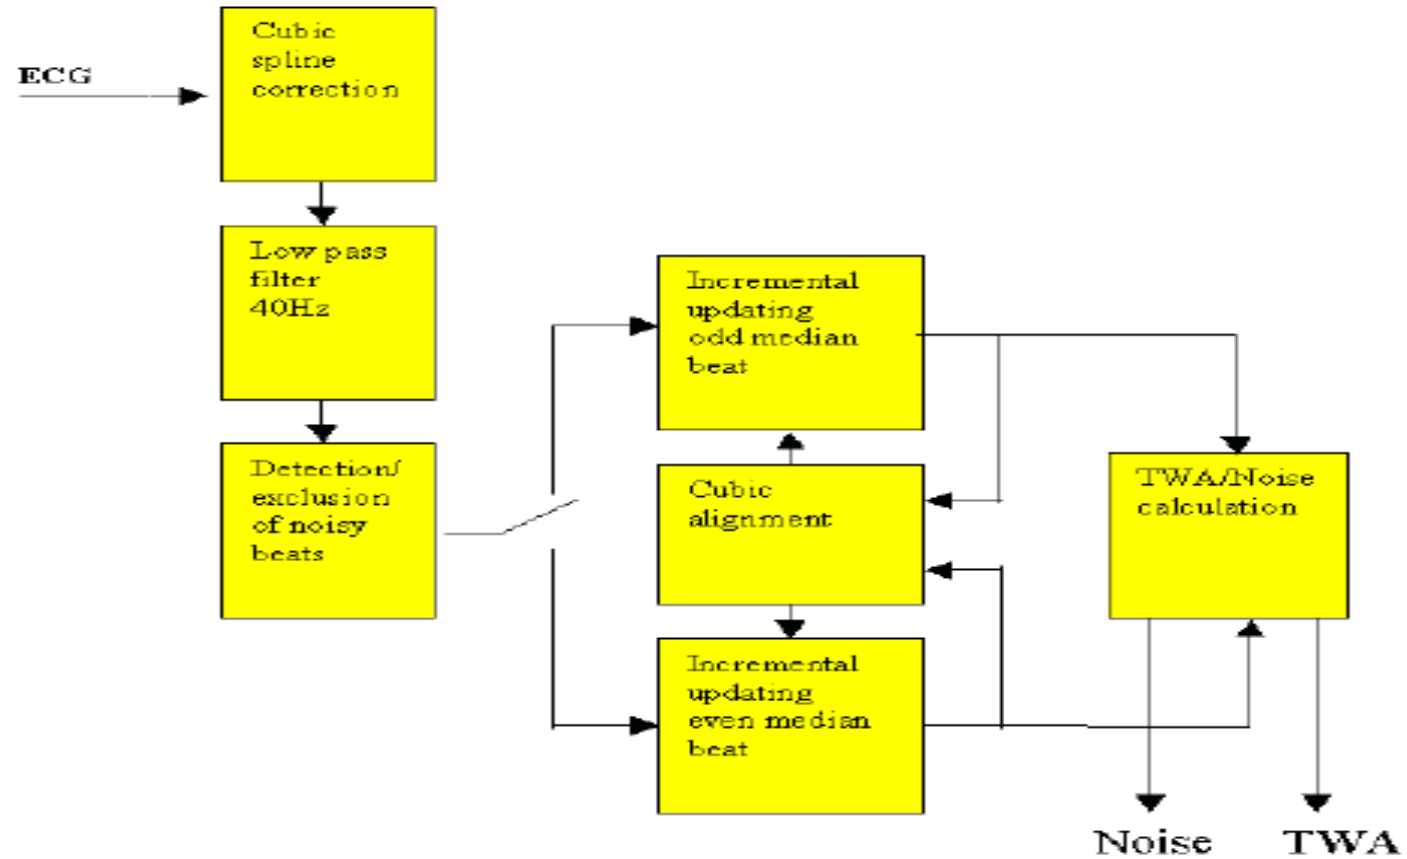 ECG
Cubic
spline
correction
Low pass
filter
40Hz
Detection/
exclusion
of noisy
beats
Incremental
updating
odd median
beat
Cubic
alignment
Incremental
updating
even median
beat
TWA/Noise
calculation
Noise
TWA